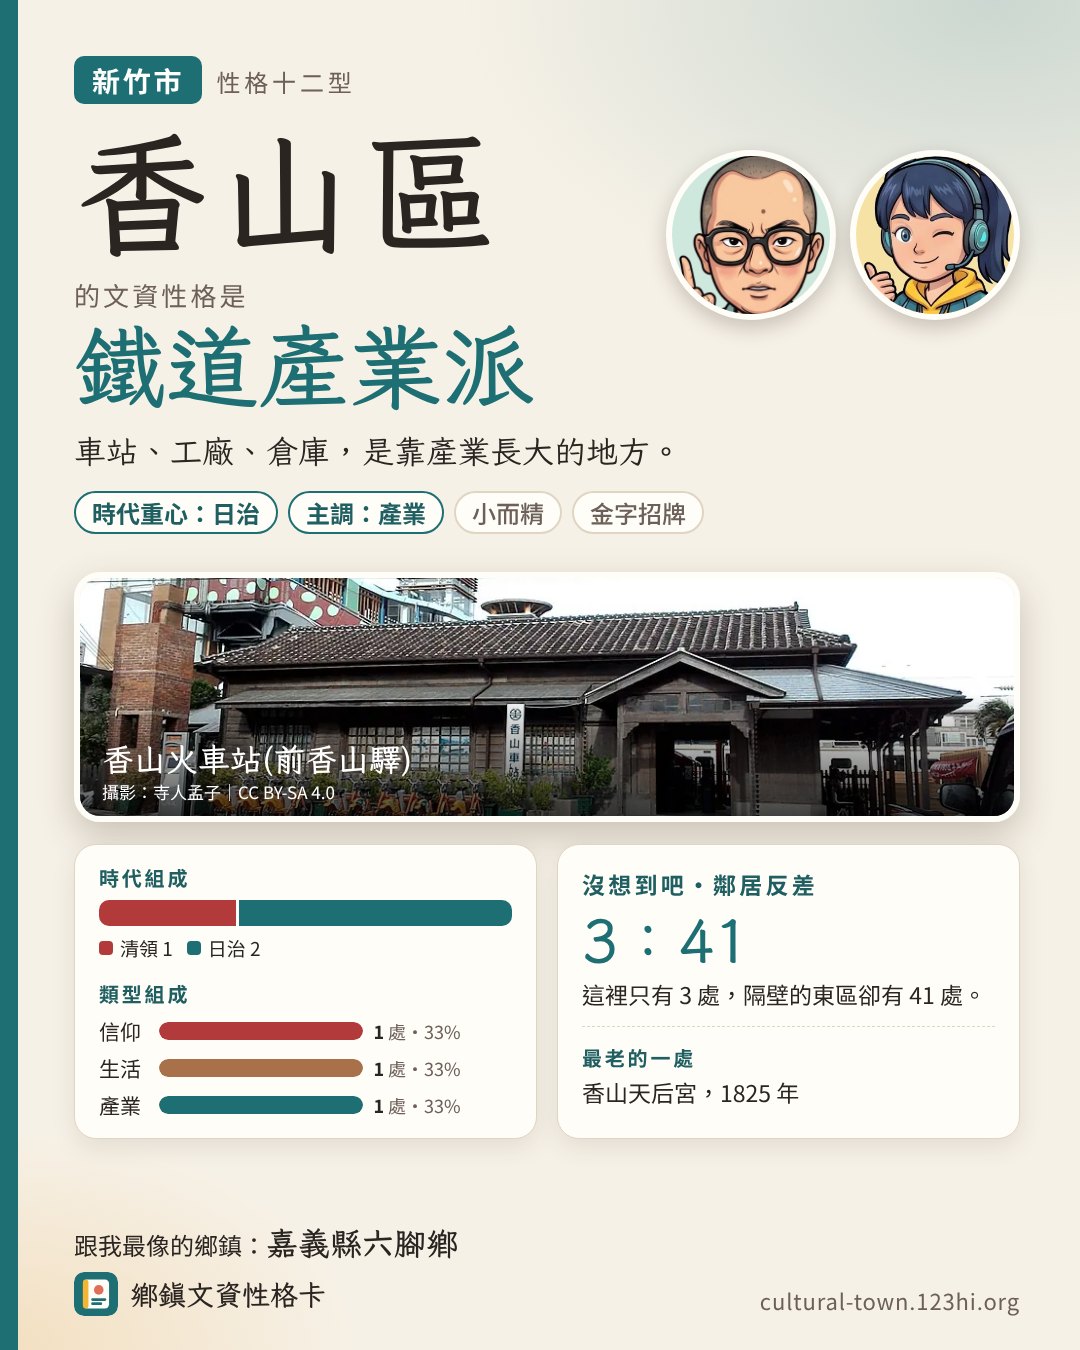 新竹市 性格十二型
香山區
的文資性格是
鐵道產業派
車站、工廠、倉庫，是靠產業長大的地方。
時代重心：日治 主調：產業 小而精 金字招牌
香山車站
香山火車站(前香山驛)
攝影：寺人孟子｜CC BY-SA 4.0
時代組成
清領 1 日治 2
類型組成
信仰 1 處・33%
生活 1 處・33%
產業 1 處・33%
沒想到吧・鄰居反差
3：41
這裡只有 3 處，隔壁的東區卻有 41 處。
最老的一處
香山天后宮，1825 年
跟我最像的鄉鎮：嘉義縣六腳鄉
鄉鎮文資性格卡
cultural-town.123hi.org